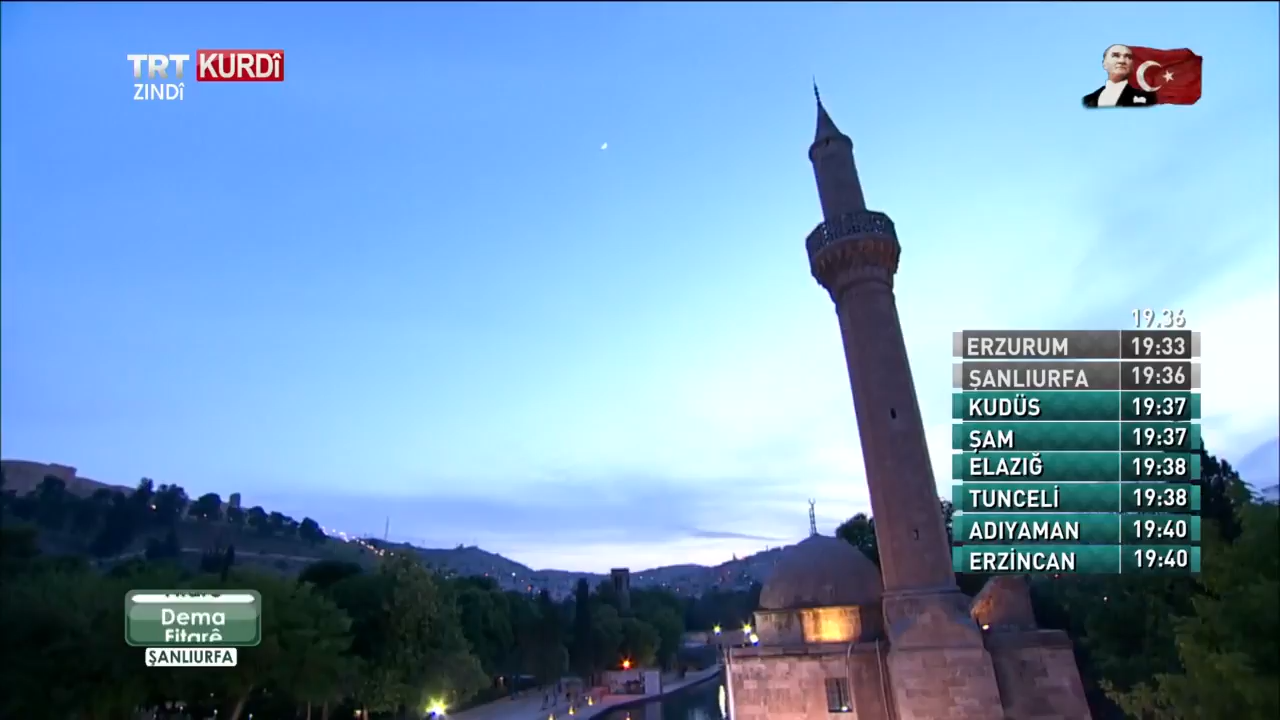 TRT KURDÎ
ZINDÎ
19.36
ERZURUM 19:33
ŞANLIURFA 19:36
KUDÜS 19:37
ŞAM 19:37
ELAZIĞ 19:38
TUNCELİ 19:38
ADIYAMAN 19:40
ERZİNCAN 19:40
Dema
Fitarê
ŞANLIURFA